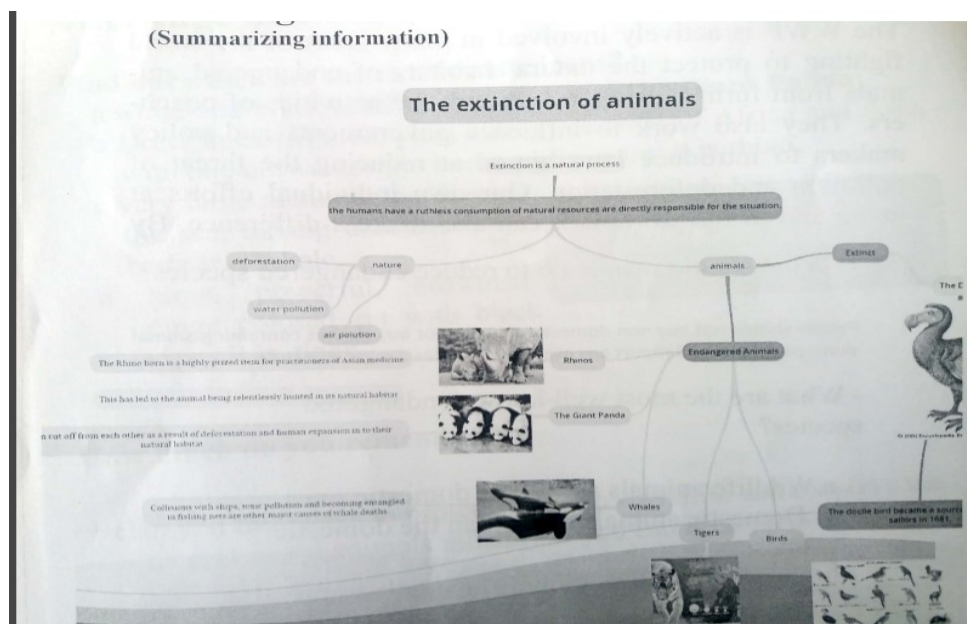 (Summarizing information)
The extinction of animals
Extinction is a natural process
the humans have a ruthless consumption of natural resources are directly responsible for the situation.
deforestation
nature
water pollution
air polution
animals
Extinct
The D
Endangered Animals
The Rhino horn is a highly prized item for practitioners of Asian medicine
Rhinos
This has led to the animal being relentlessly hunted in its natural habitat
The Giant Panda
n cut off from each other as a result of deforestation and human expansion in to their
natural habitat
Collisions with ships, toxic pollution and becoming entangled
in fishing nets are other major causes of whale deaths
Whales
Tigers
Birds
The docile bird became a sourc
sailors in 1681.